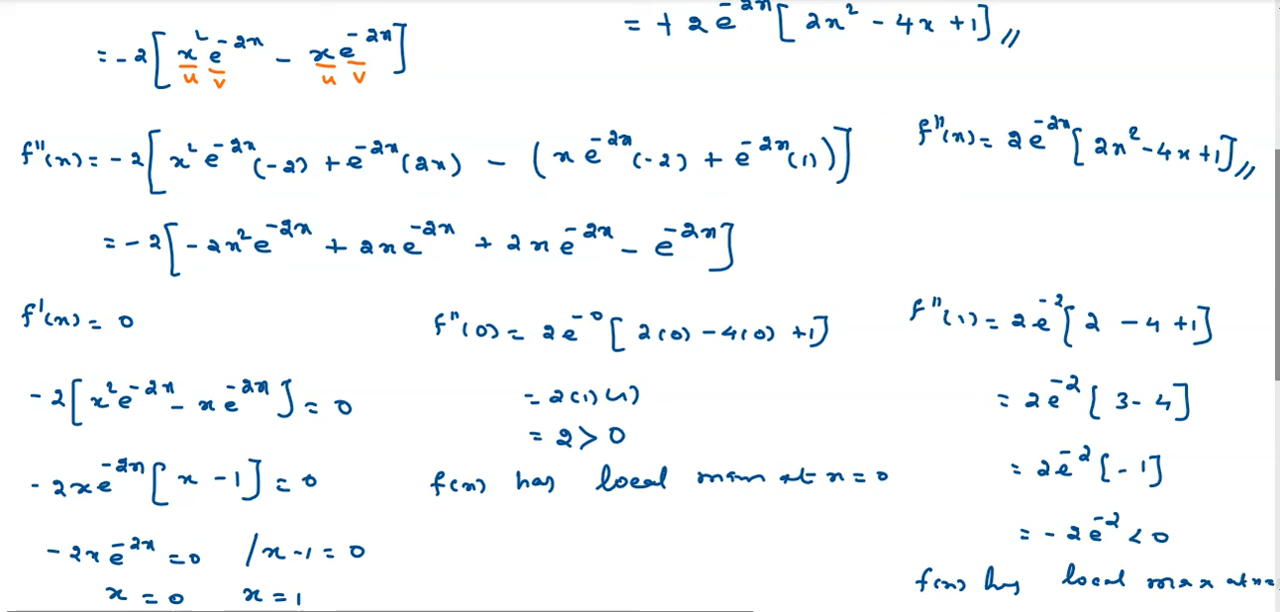 = -2[x²e^-2x - xe^-2x]
u v u v
= +2e^-2x[2x² - 4x + 1]//
f''(x) = -2[x²e^-2x(-2) + e^-2x(2x) - (xe^-2x(-2) + e^-2x(1))]
f''(x) = 2e^-2x[2x² - 4x + 1]//
= -2[-2x²e^-2x + 2xe^-2x + 2xe^-2x - e^-2x]
f'(x) = 0
-2[x²e^-2x - xe^-2x] = 0
-2xe^-2x[x - 1] = 0
-2xe^-2x = 0 / x - 1 = 0
x = 0 x = 1
f''(0) = 2e^-0[2(0) - 4(0) + 1]
= 2(1)(1)
= 2 > 0
f(x) has local min at x = 0
f''(1) = 2e^-2[2 - 4 + 1]
= 2e^-2[3 - 4]
= 2e^-2[-1]
= -2e^-2 < 0
f(x) has local max at x=